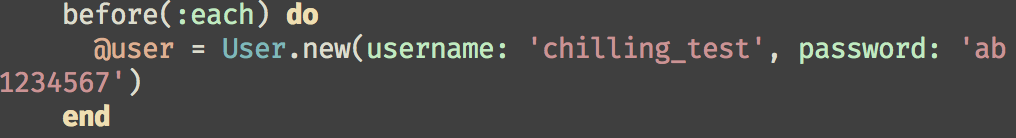 before(:each) do
@user = User.new(username: 'chilling_test', password: 'ab
1234567')
end